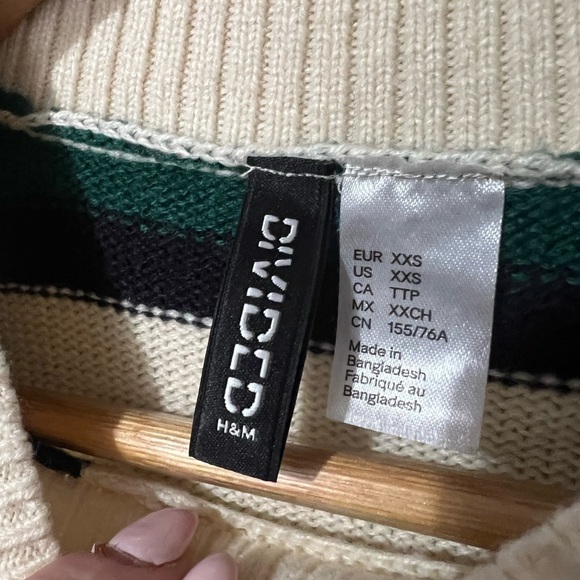 DIVIDED
H&M
EUR XXS
US XXS
CA TTP
MX XXCH
CN 155/76A
Made in
Bangladesh
Fabriqué au
Bangladesh